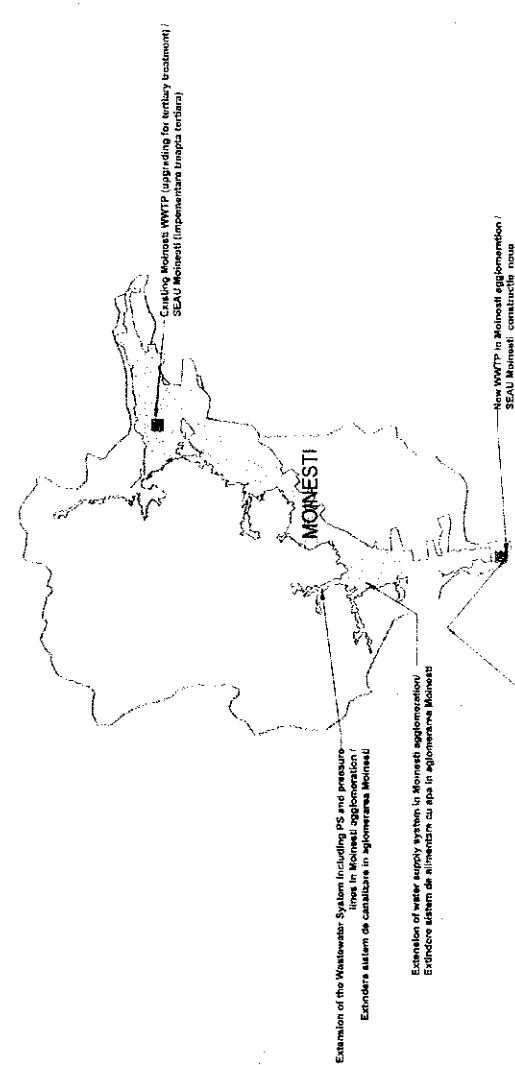 Existing Moinesti WWTP (upgrading for tertiary treatment) /
SEAU Moinesti (Impementare treapta tertiara)
MOINESTI
New WWTP in Moinesti agglomeration /
SEAU Moinesti constructie noua
Extension of the Wastewater System including PS and pressure
lines in Moinesti agglomeration /
Extindere sistem de canalizare in aglomerarea Moinesti
Extension of water supply system in Moinesti agglomeration/
Extindere sistem de alimentare cu apa in aglomerarea Moinesti